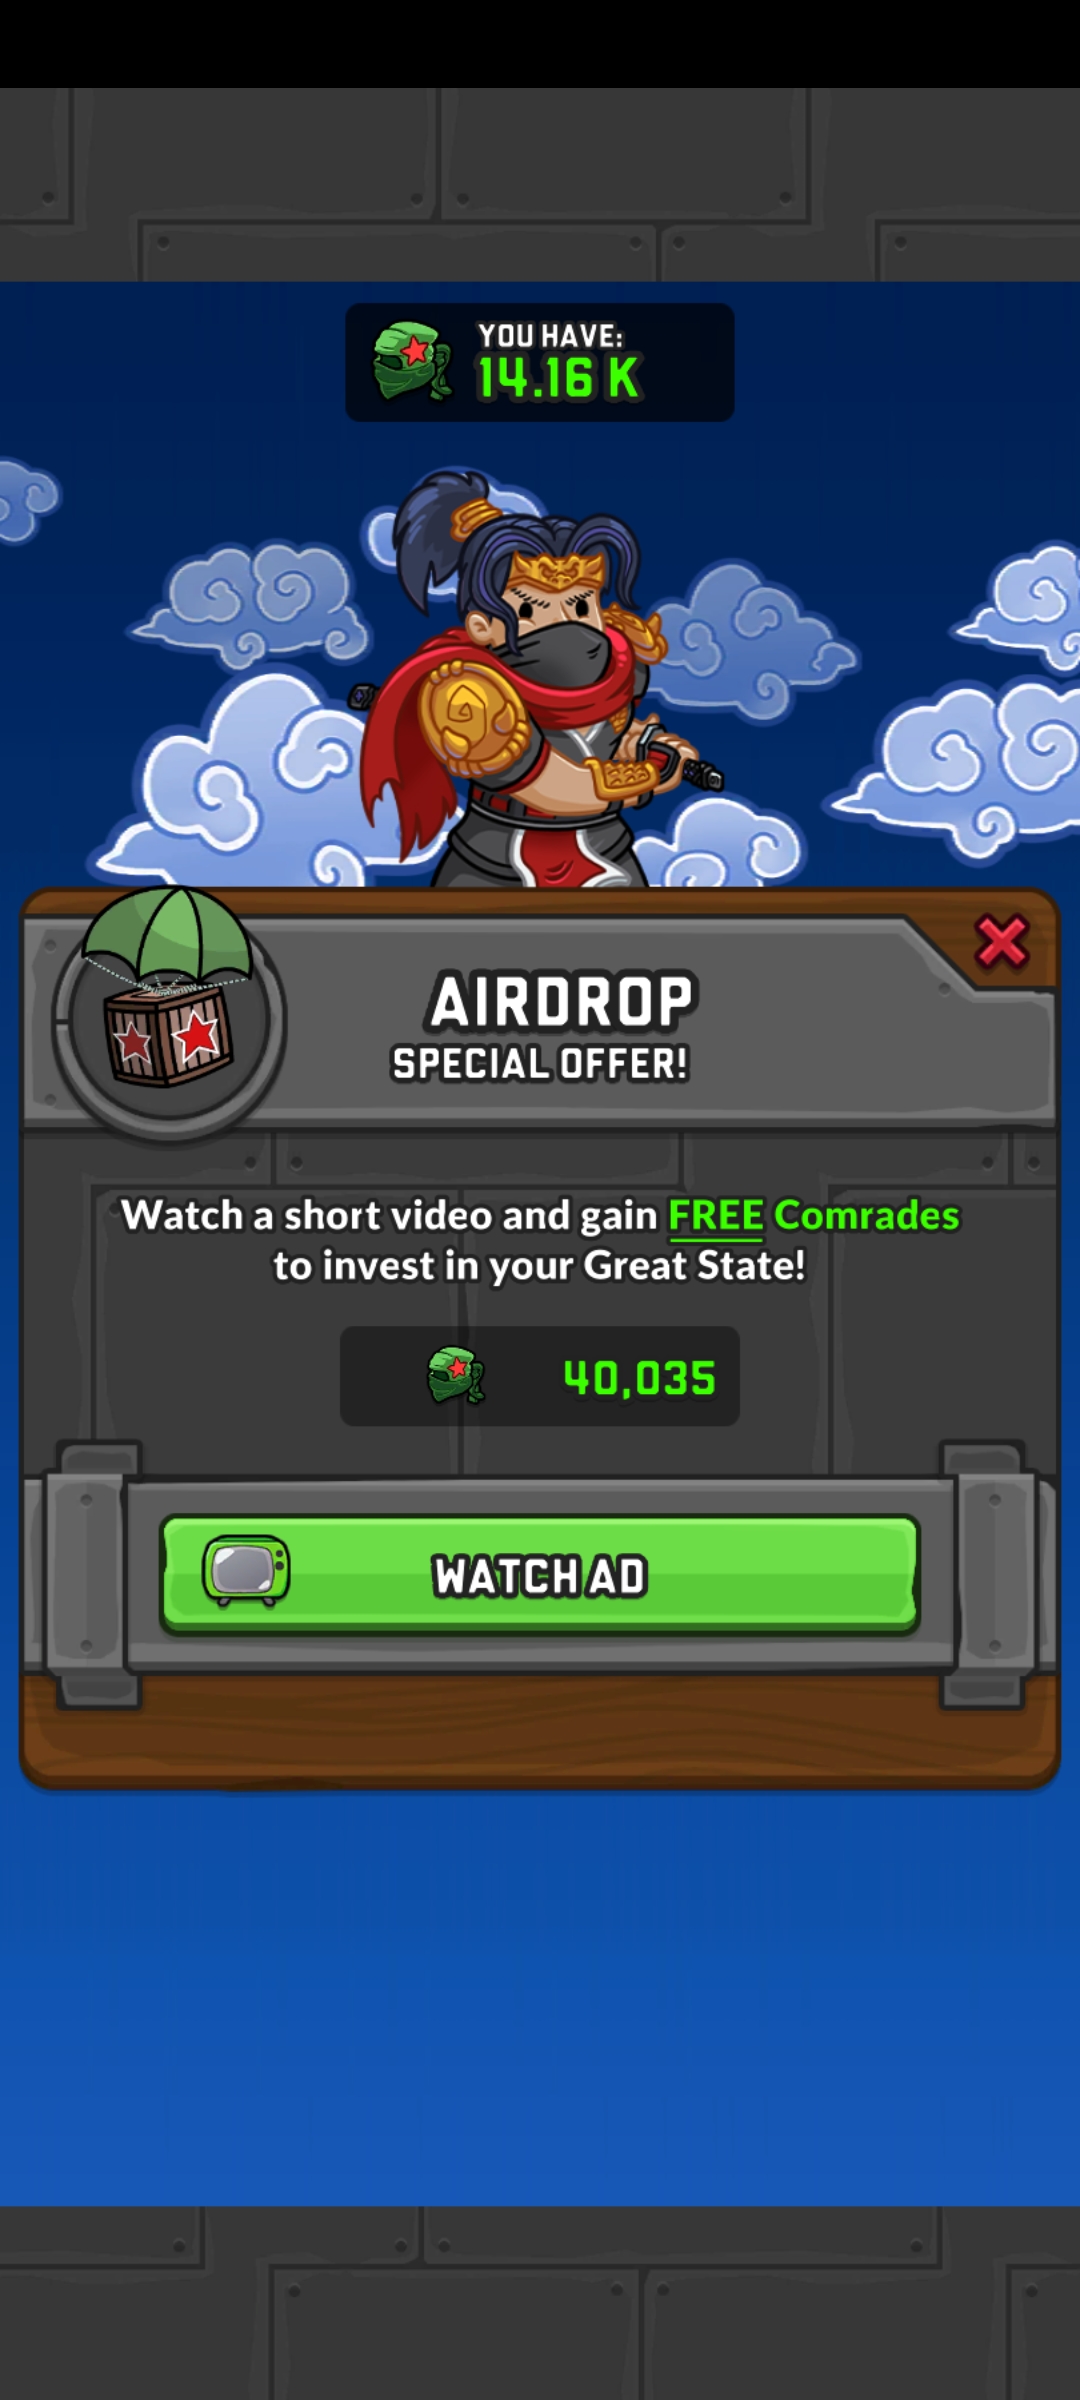 YOU HAVE:
14.16 K
AIRDROP
SPECIAL OFFER!
Watch a short video and gain FREE Comrades
to invest in your Great State!
40,035
WATCH AD